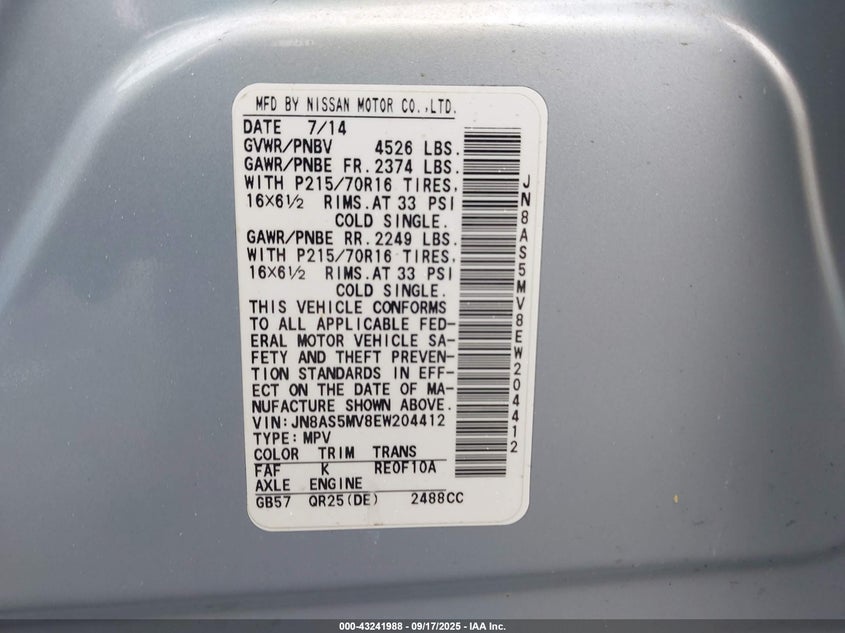 MFD BY NISSAN MOTOR CO.,LTD.
DATE 7/14
GVWR/PNBV 4526 LBS.
GAWR/PNBE FR. 2374 LBS.
WITH P215/70R16 TIRES,
16×6½ RIMS.AT 33 PSI
COLD SINGLE.
GAWR/PNBE RR. 2249 LBS.
WITH P215/70R16 TIRES,
16×6½ RIMS.AT 33 PSI
COLD SINGLE.
THIS VEHICLE CONFORMS
TO ALL APPLICABLE FED-
ERAL MOTOR VEHICLE SA-
FETY AND THEFT PREVEN-
TION STANDARDS IN EFF-
ECT ON THE DATE OF MA-
NUFACTURE SHOWN ABOVE.
VIN:JN8AS5MV8EW204412
TYPE:MPV
COLOR TRIM TRANS
FAF K RE0F10A
AXLE ENGINE
GB57 QR25(DE) 2488CC
JN8AS5MV8EW204412
000-43241988 - 09/17/2025 - IAA Inc.